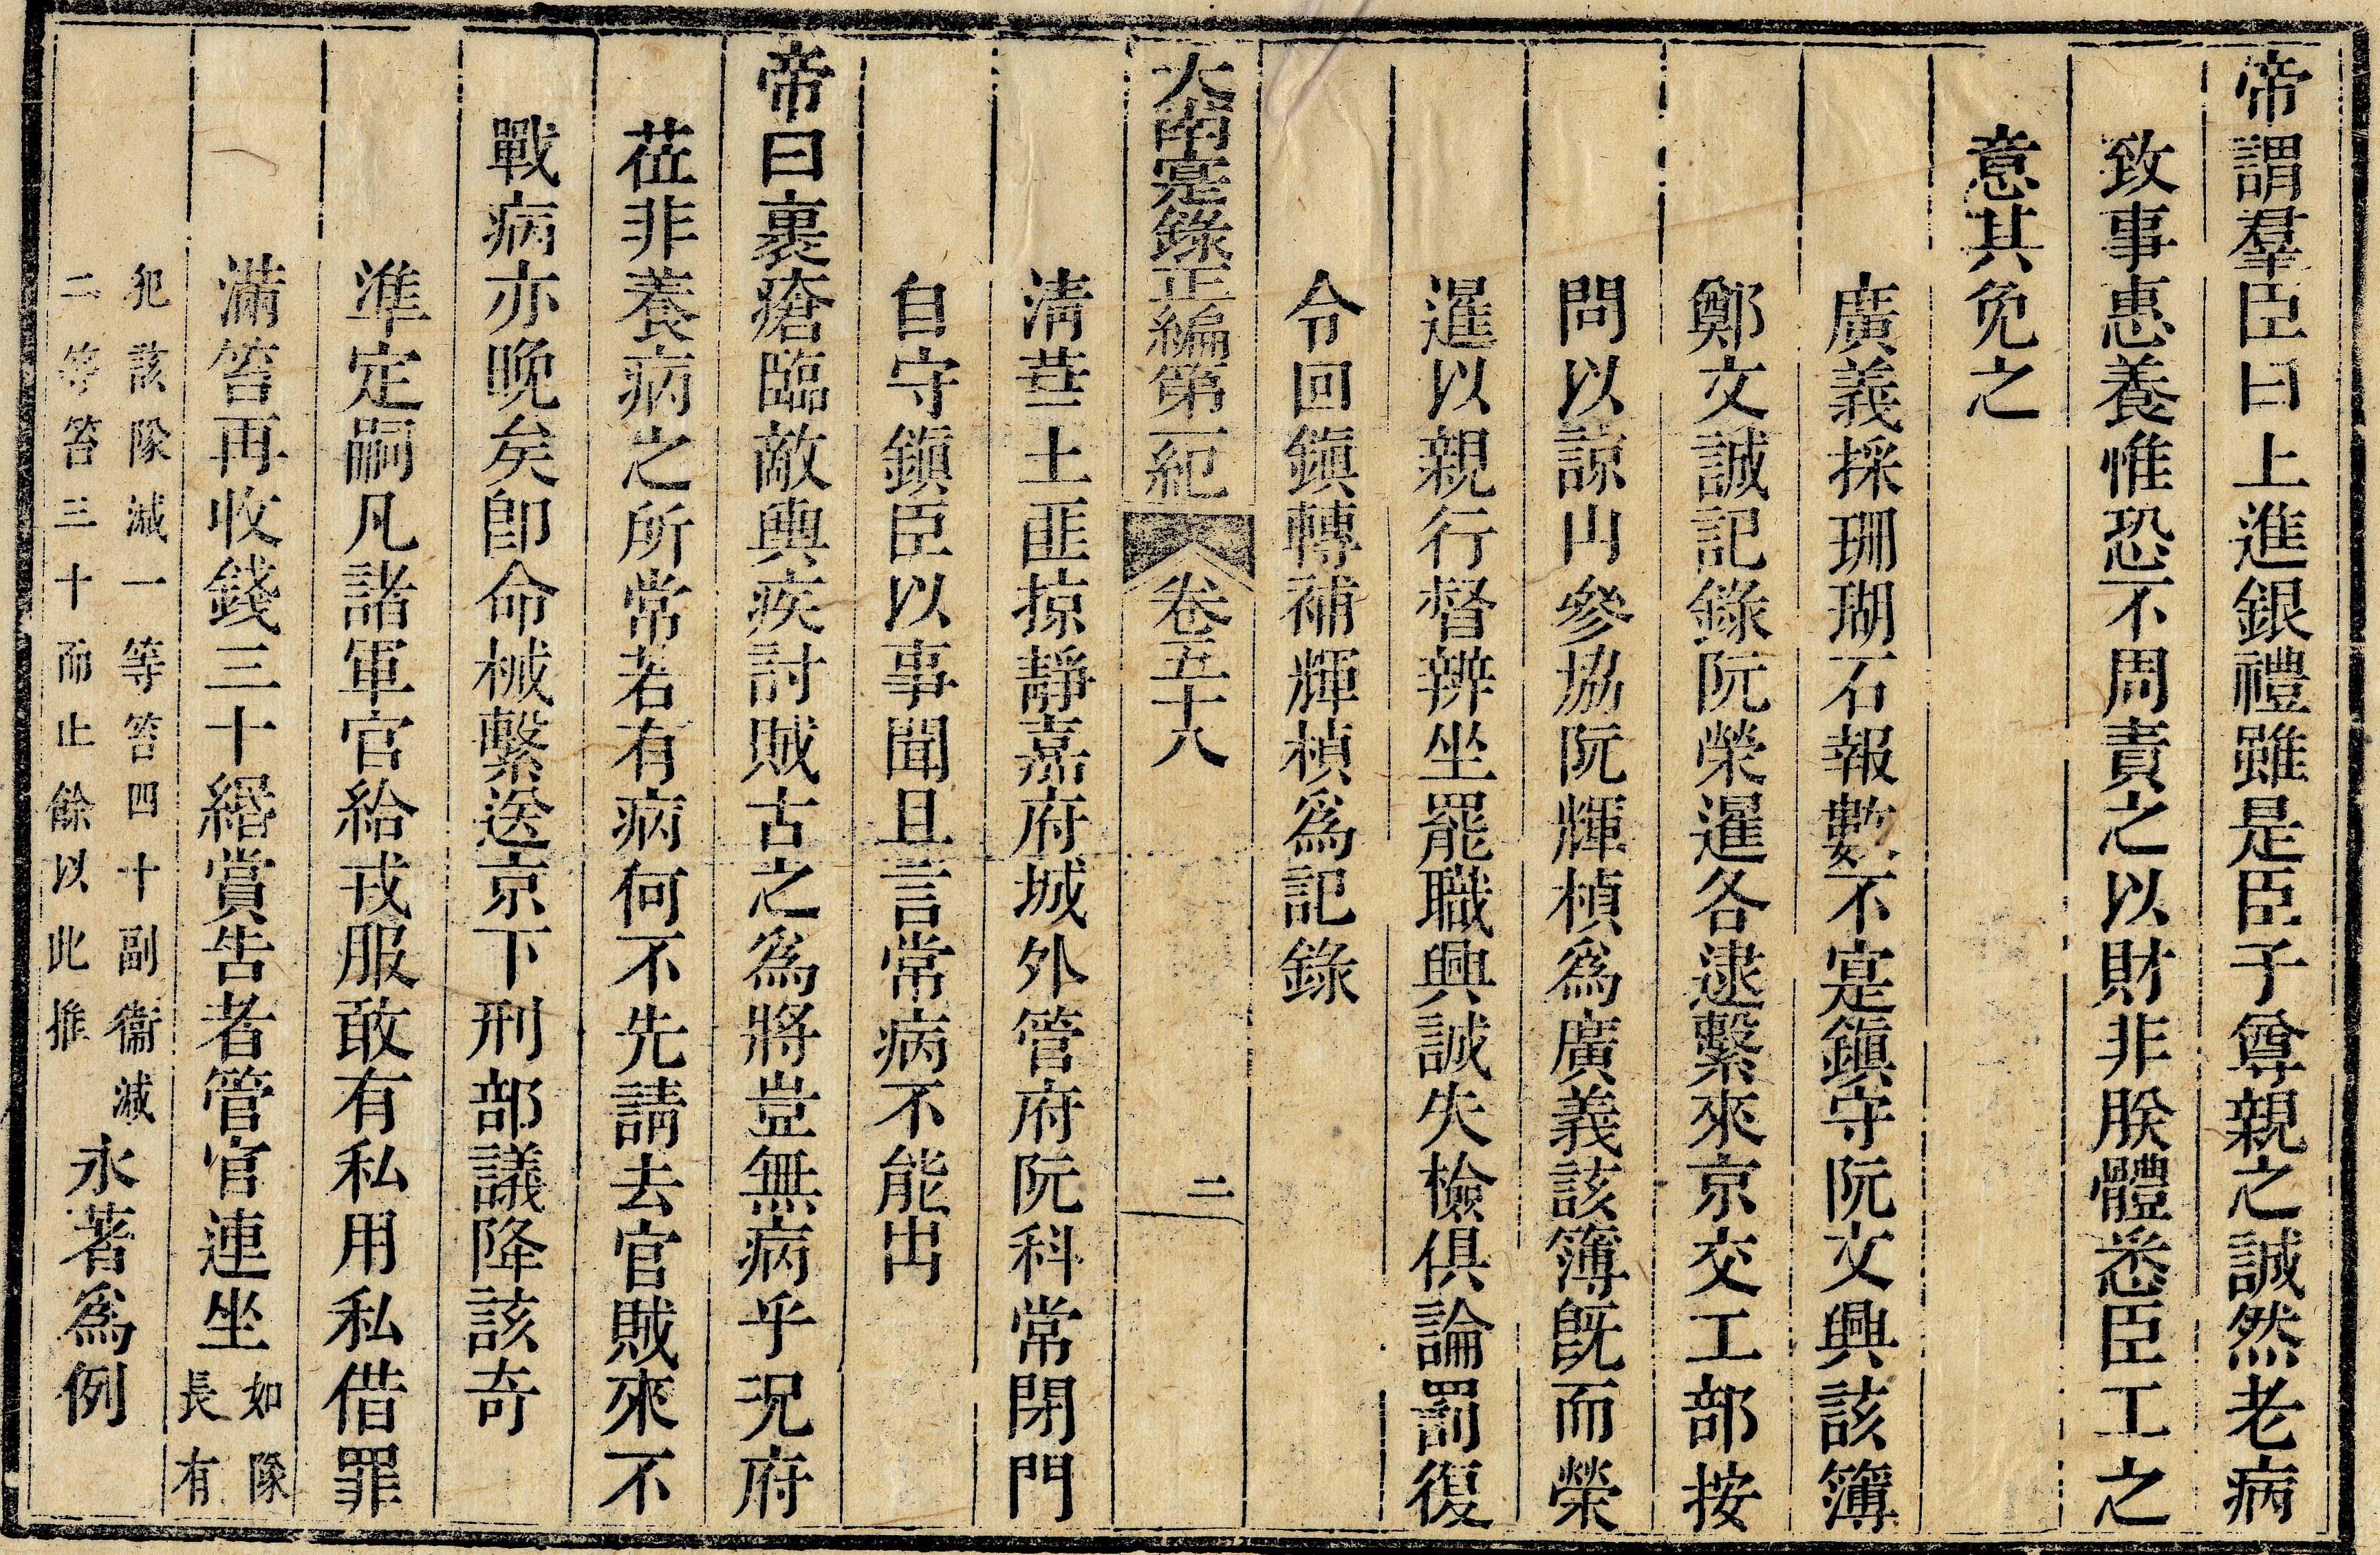 帝謂羣臣曰上進銀禮雖是臣子尊親之誠然老病
致事惠養惟恐不周責之以財非朕體悉臣工之
意其免之
廣義採珊瑚石報數不寔鎮守阮文興該簿
鄭文誠記錄阮榮暹各逮繫來京交工部按
問以諒山參協阮輝楨爲廣義該簿旣而榮
暹以親行督辨坐罷職興誠失檢俱論罰復
令回鎮轉補輝楨爲記錄
大南寔錄正編第一紀 卷五十八 二
清葩土匪掠靜嘉府城外管府阮科常閉門
自守鎮臣以事聞且言常病不能出
帝曰裹瘡臨敵輿疾討賊古之爲將豈無病乎况府
莅非養病之所常若有病何不先請去官賊來不
戰病亦晚矣卽命械繫送京下刑部議降該奇
準定嗣凡諸軍官給戎服敢有私用私借罪
滿笞再收錢三十緡賞告者管官連坐如隊長有
犯該隊減一等笞四十副衞減二等笞三十而止餘以此推永著爲例